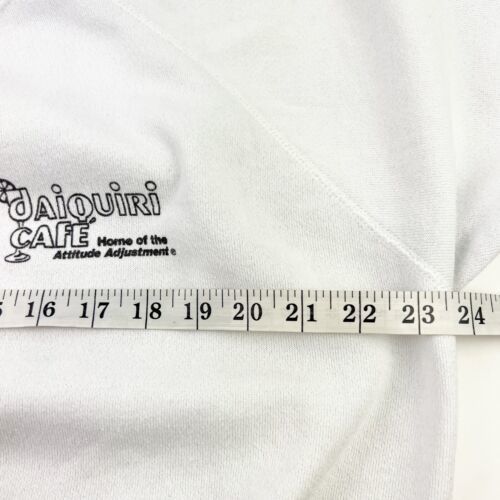 DAIQUIRI
CAFÉ
Home of the
Attitude Adjustment®
16 17 18 19 20 21 22 23 24